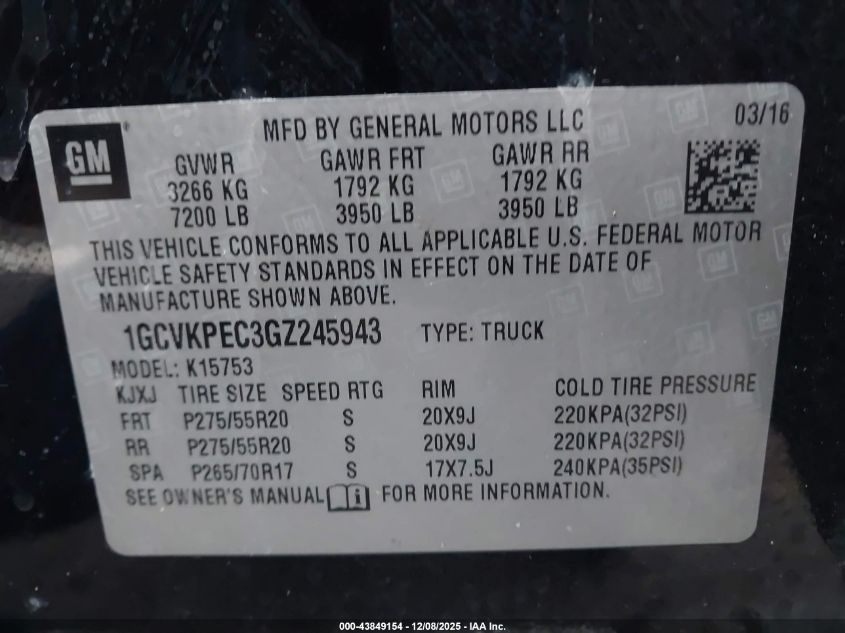 GM
MFD BY GENERAL MOTORS LLC
03/16
GVWR GAWR FRT GAWR RR
3266 KG 1792 KG 1792 KG
7200 LB 3950 LB 3950 LB
THIS VEHICLE CONFORMS TO ALL APPLICABLE U.S. FEDERAL MOTOR
VEHICLE SAFETY STANDARDS IN EFFECT ON THE DATE OF
MANUFACTURE SHOWN ABOVE.
1GCVKPEC3GZ245943 TYPE: TRUCK
MODEL: K15753
KJXJ TIRE SIZE SPEED RTG RIM COLD TIRE PRESSURE
FRT P275/55R20 S 20X9J 220KPA(32PSI)
RR P275/55R20 S 20X9J 220KPA(32PSI)
SPA P265/70R17 S 17X7.5J 240KPA(35PSI)
SEE OWNER'S MANUAL FOR MORE INFORMATION.
000-43849154 - 12/08/2025 - IAA Inc.